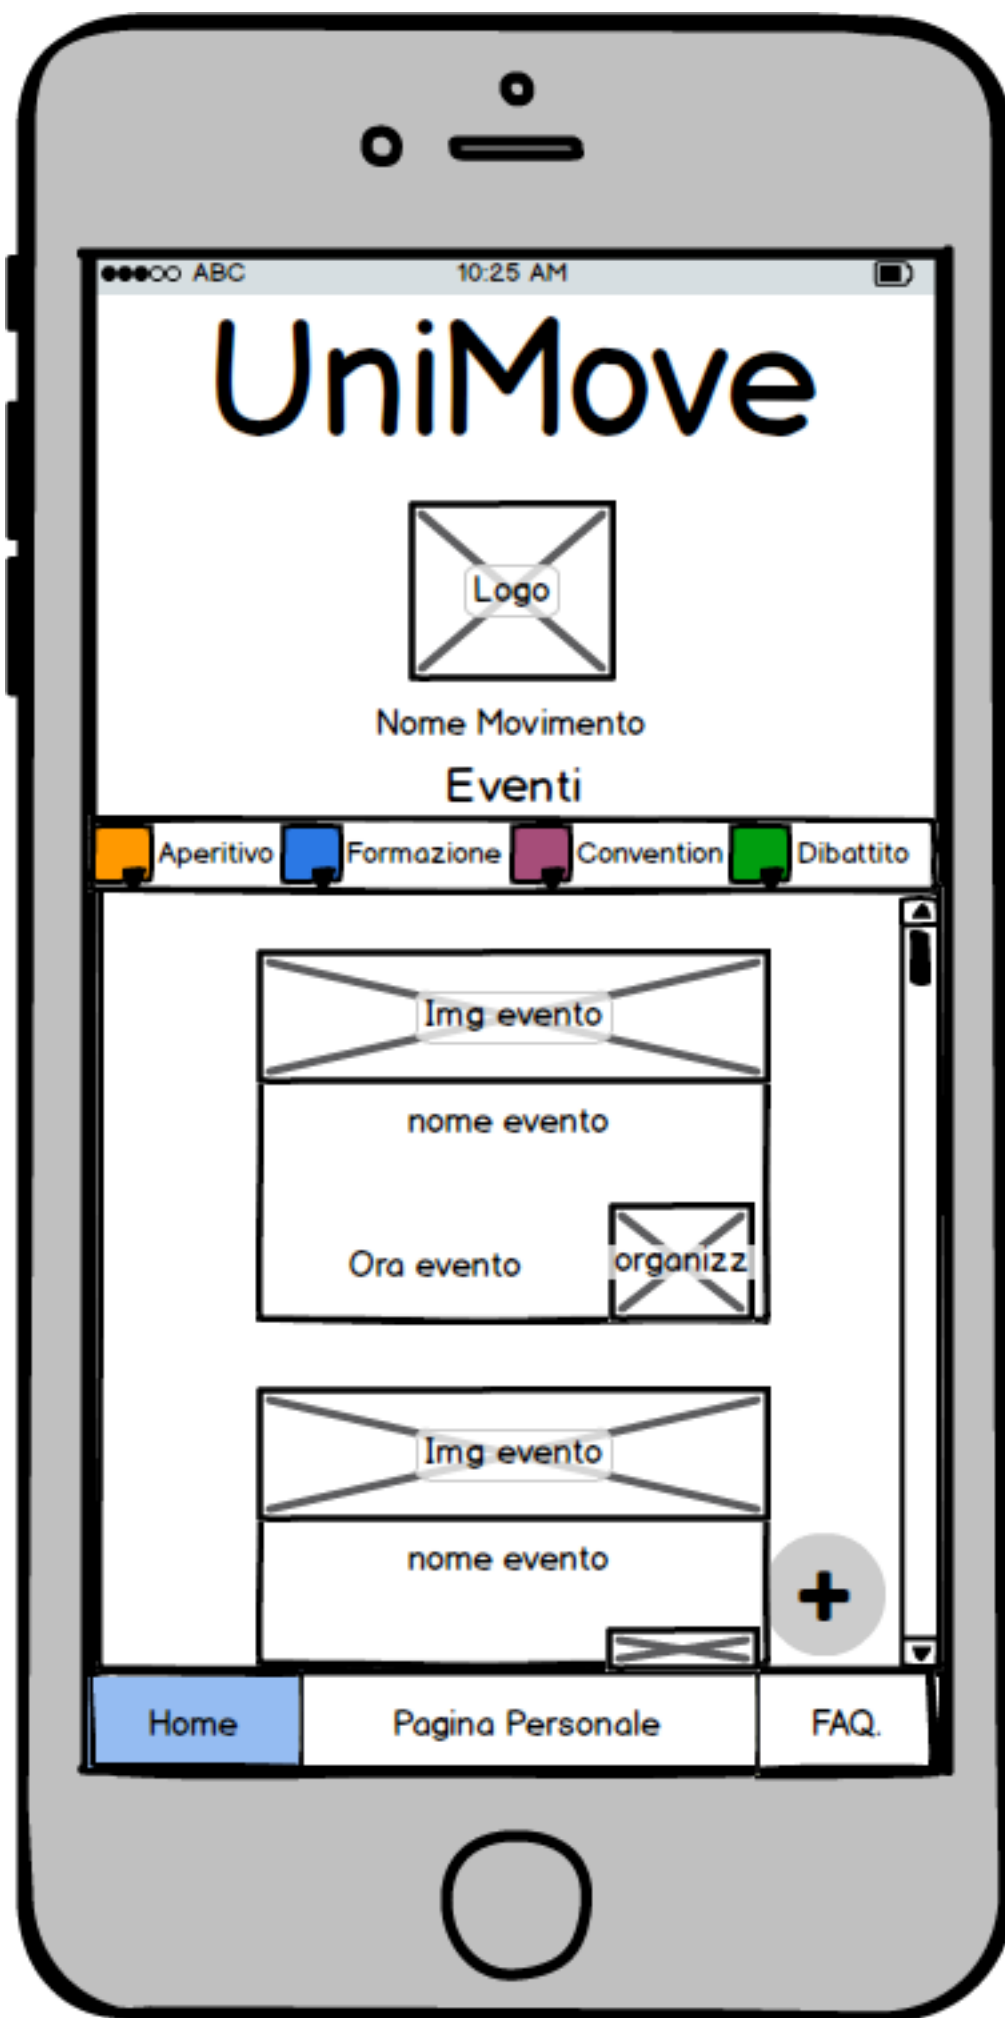 ABC 10:25 AM
UniMove
Logo
Nome Movimento
Eventi
Aperitivo Formazione Convention Dibattito
Img evento
nome evento
Ora evento organizz
Img evento
nome evento
+
Home Pagina Personale FAQ.